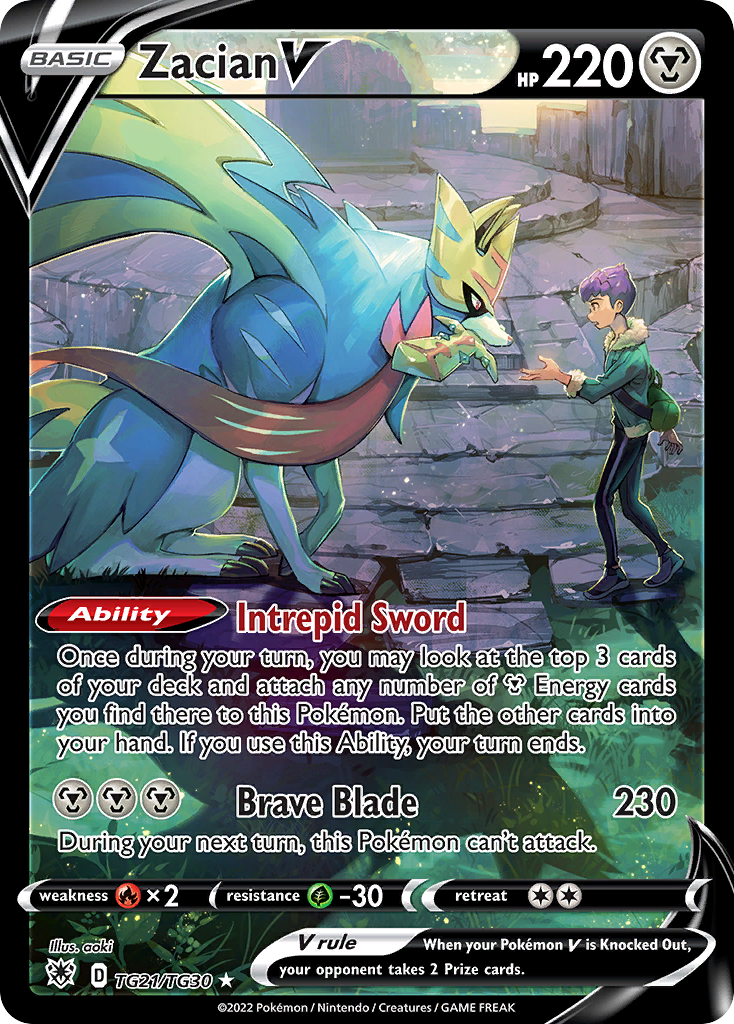 BASIC
Zacian V
HP 220
Ability Intrepid Sword
Once during your turn, you may look at the top 3 cards
of your deck and attach any number of Energy cards
you find there to this Pokémon. Put the other cards into
your hand. If you use this Ability, your turn ends.
Brave Blade 230
During your next turn, this Pokémon can't attack.
weakness ×2 resistance -30 retreat
Illus. aoki
V rule When your Pokémon V is Knocked Out,
your opponent takes 2 Prize cards.
D TG21/TG30 ★
©2022 Pokémon / Nintendo / Creatures / GAME FREAK